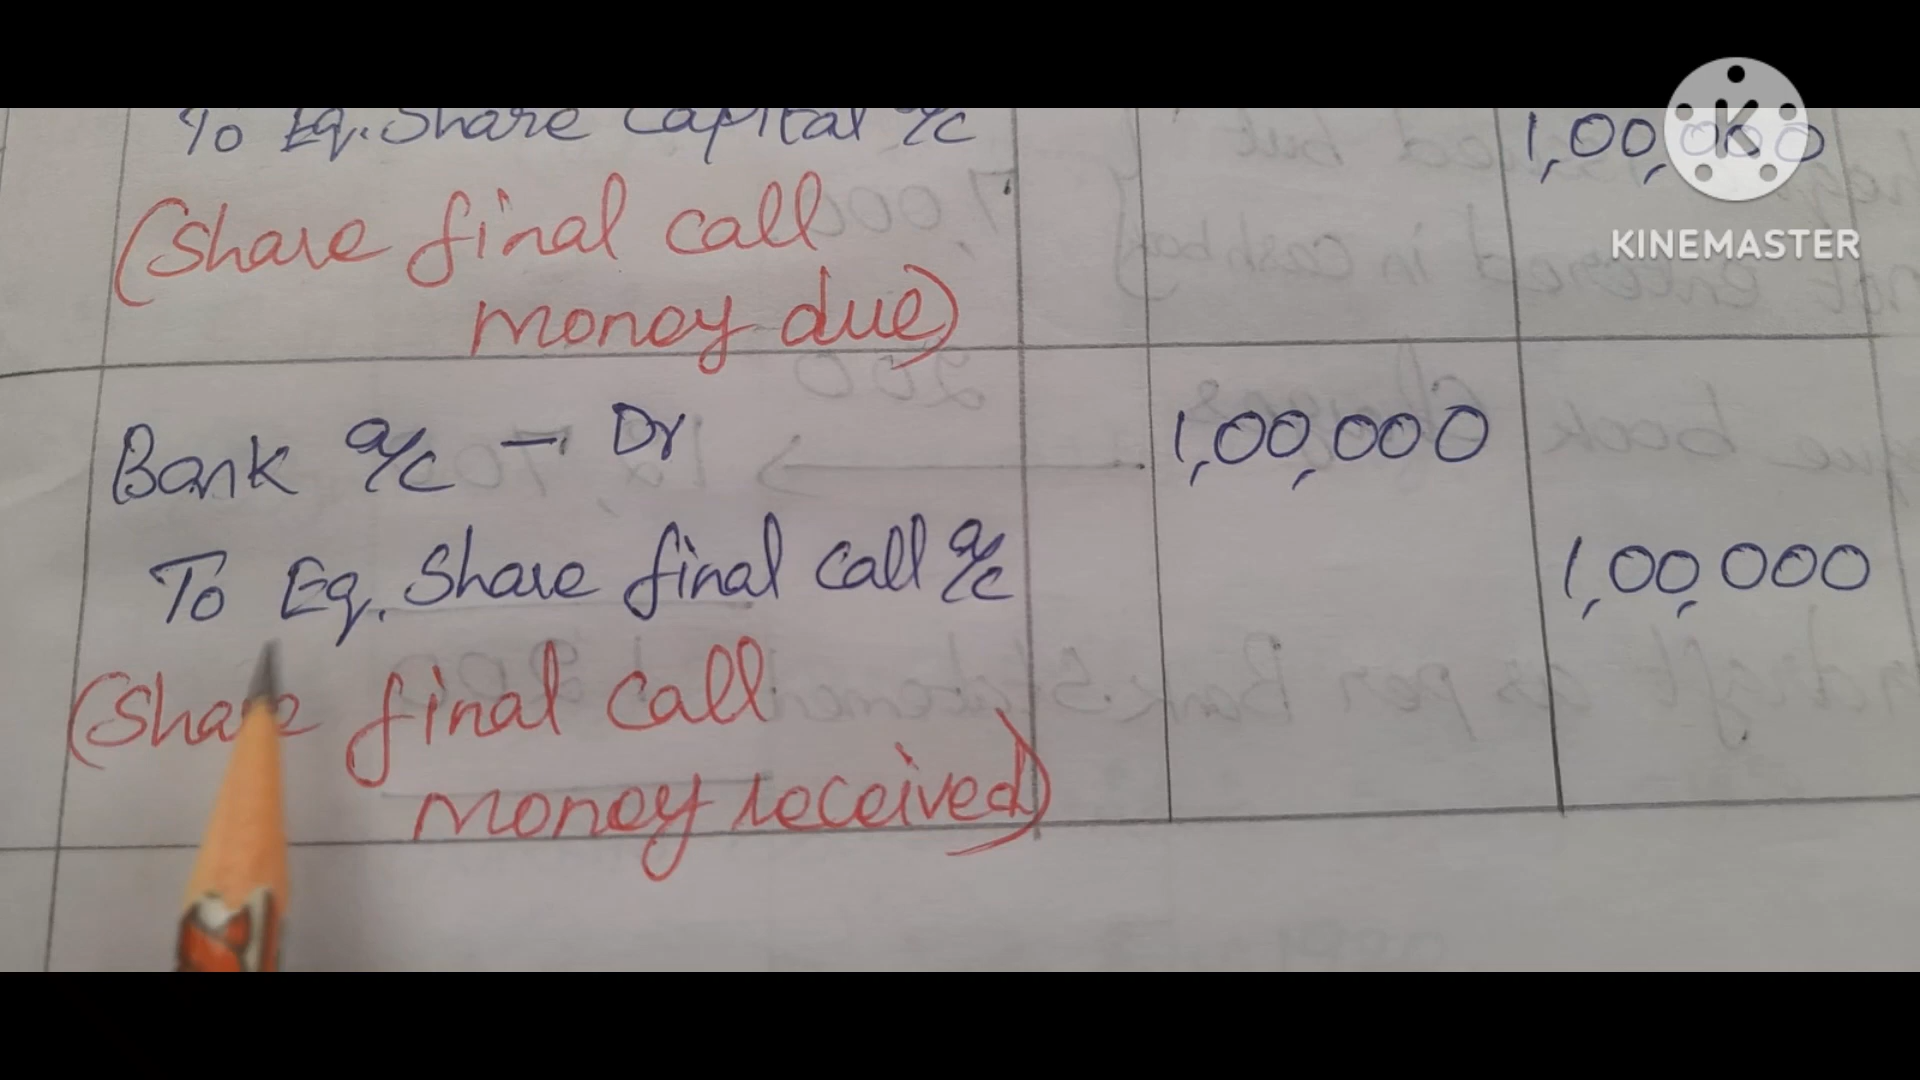 To Eq. Share Capital a/c 1,00,000
(Share final call
money due)
Bank a/c - Dr 1,00,000
To Eq. Share final call a/c 1,00,000
(Share final call
money received)
K
KINEMASTER